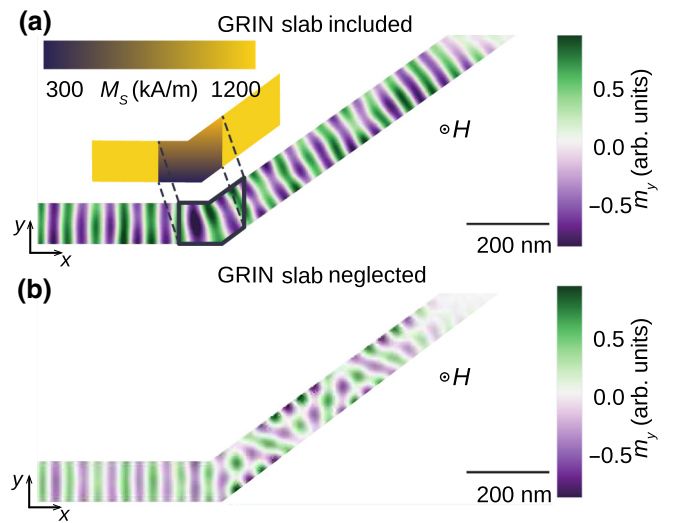 (a)
GRIN slab included
300 M_S (kA/m) 1200
0.5
0.0
−0.5
m_y (arb. units)
⊙H
y
x
200 nm
(b)
GRIN slab neglected
0.5
0.0
−0.5
m_y (arb. units)
⊙H
y
x
200 nm